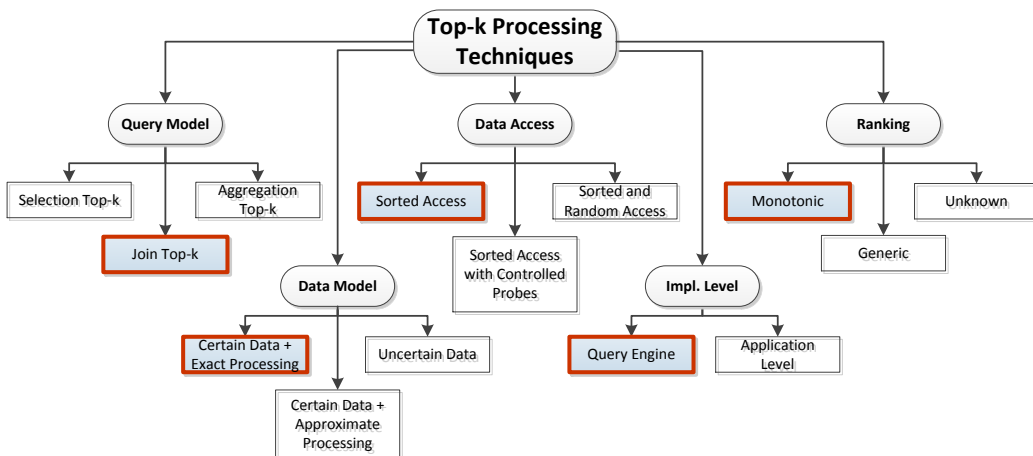 Top-k Processing
Techniques
Query Model
Data Access
Ranking
Selection Top-k
Aggregation
Top-k
Join Top-k
Sorted Access
Sorted and
Random Access
Sorted Access
with Controlled
Probes
Monotonic
Unknown
Generic
Data Model
Impl. Level
Certain Data +
Exact Processing
Uncertain Data
Certain Data +
Approximate
Processing
Query Engine
Application
Level